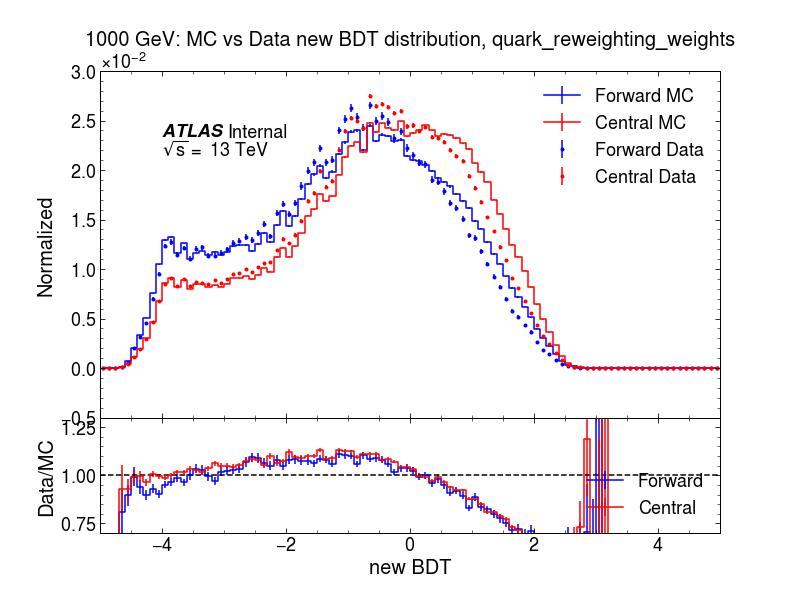 1000 GeV: MC vs Data new BDT distribution, quark_reweighting_weights
×10⁻²
3.0
2.5
2.0
1.5
1.0
0.5
0.0
−0.5
Normalized
ATLAS Internal
√s = 13 TeV
Forward MC
Central MC
Forward Data
Central Data
1.25
1.00
0.75
Data/MC
Forward
Central
−4 −2 0 2 4
new BDT